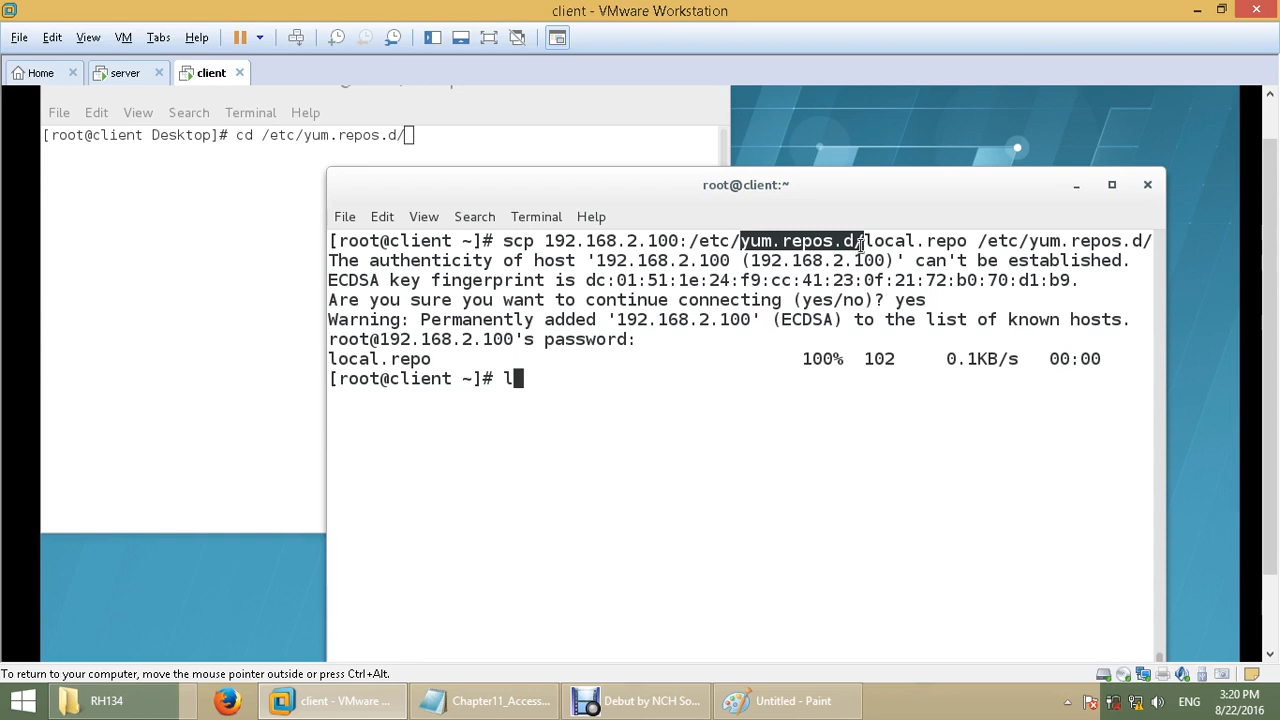 client - VMware Workstation
File Edit View VM Tabs Help
Home server client
File Edit View Search Terminal Help
[root@client Desktop]# cd /etc/yum.repos.d/
root@client:~
File Edit View Search Terminal Help
[root@client ~]# scp 192.168.2.100:/etc/yum.repos.d/local.repo /etc/yum.repos.d/
The authenticity of host '192.168.2.100 (192.168.2.100)' can't be established.
ECDSA key fingerprint is dc:01:51:1e:24:f9:cc:41:23:0f:21:72:b0:70:d1:b9.
Are you sure you want to continue connecting (yes/no)? yes
Warning: Permanently added '192.168.2.100' (ECDSA) to the list of known hosts.
root@192.168.2.100's password:
local.repo 100% 102 0.1KB/s 00:00
[root@client ~]# l
To return to your computer, move the mouse pointer outside or press Ctrl+Alt.
RH134 client - VMware ... Chapter11_Access... Debut by NCH So... Untitled - Paint ENG 3:20 PM
8/22/2016